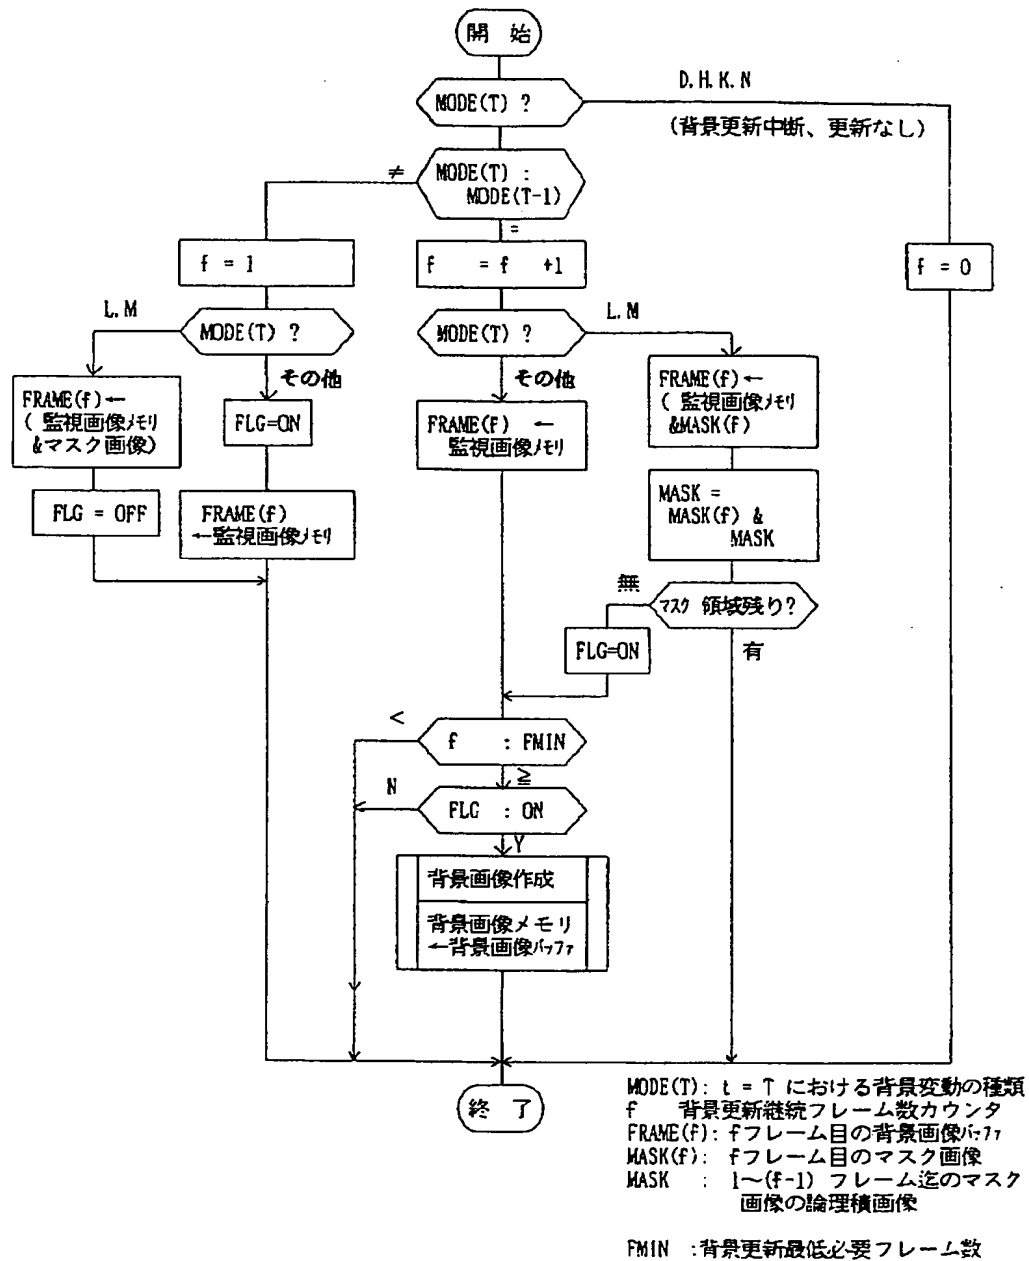 開 始
MODE(T) ?
D.H.K.N
(背景更新中断、更新なし)
MODE(T) :
MODE(T-1)
≠
=
f = 1
f = f +1
f = 0
L.M
MODE(T) ?
その他
MODE(T) ?
L.M
その他
FRAME(f)←
( 監視画像メモリ
&マスク画像)
FLG=ON
FRAME(f) ←
監視画像メモリ
FRAME(f)←
( 監視画像メモリ
&MASK(f)
FLG = OFF
FRAME(f)
←監視画像メモリ
MASK =
MASK(f) &
MASK
無
マスク 領域残り?
有
FLG=ON
<
f : FMIN
≧
N
FLG : ON
Y
背景画像作成
背景画像メモリ
←背景画像バッファ
終 了
MODE(T): t = T における背景変動の種類
f 背景更新継続フレーム数カウンタ
FRAME(f): fフレーム目の背景画像バッファ
MASK(f): fフレーム目のマスク画像
MASK : 1〜(f-1) フレーム迄のマスク
画像の論理積画像
FMIN :背景更新最低必要フレーム数